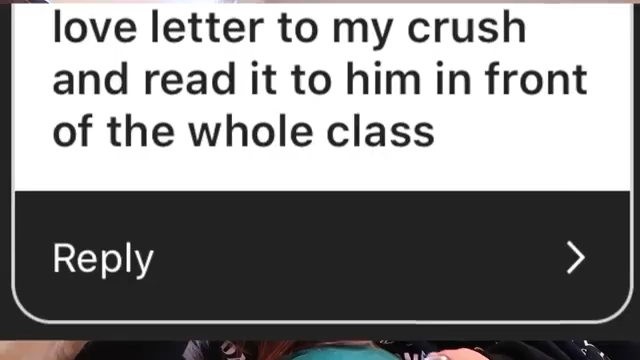 love letter to my crush
and read it to him in front
of the whole class
Reply